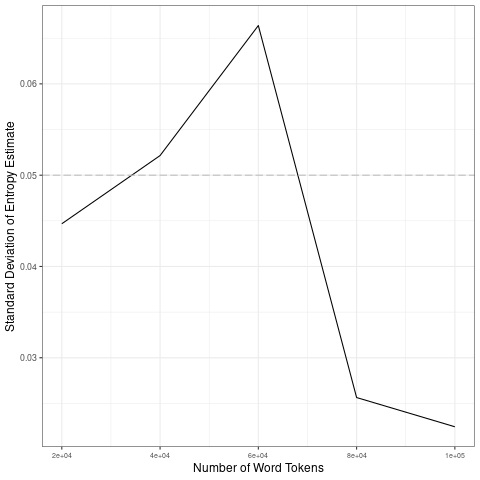 Standard Deviation of Entropy Estimate
0.06
0.05
0.04
0.03
2e+04 4e+04 6e+04 8e+04 1e+05
Number of Word Tokens